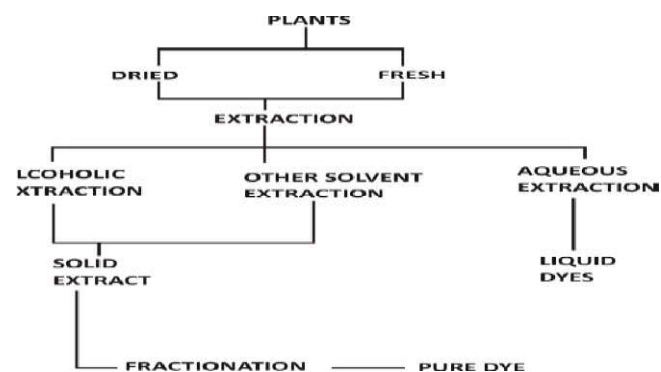 PLANTS
DRIED
FRESH
EXTRACTION
LCOHOLIC
XTRACTION
OTHER SOLVENT
EXTRACTION
AQUEOUS
EXTRACTION
SOLID
EXTRACT
LIQUID
DYES
FRACTIONATION
PURE DYE